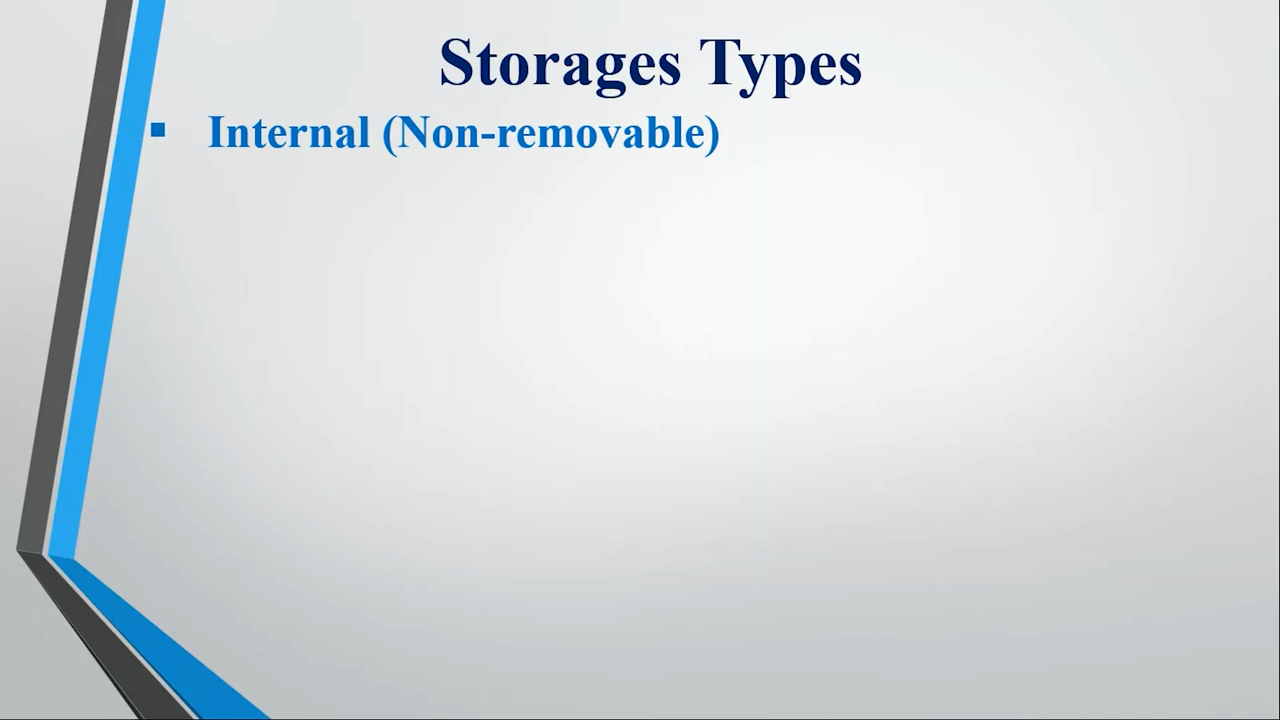 Storages Types
▪ Internal (Non-removable)